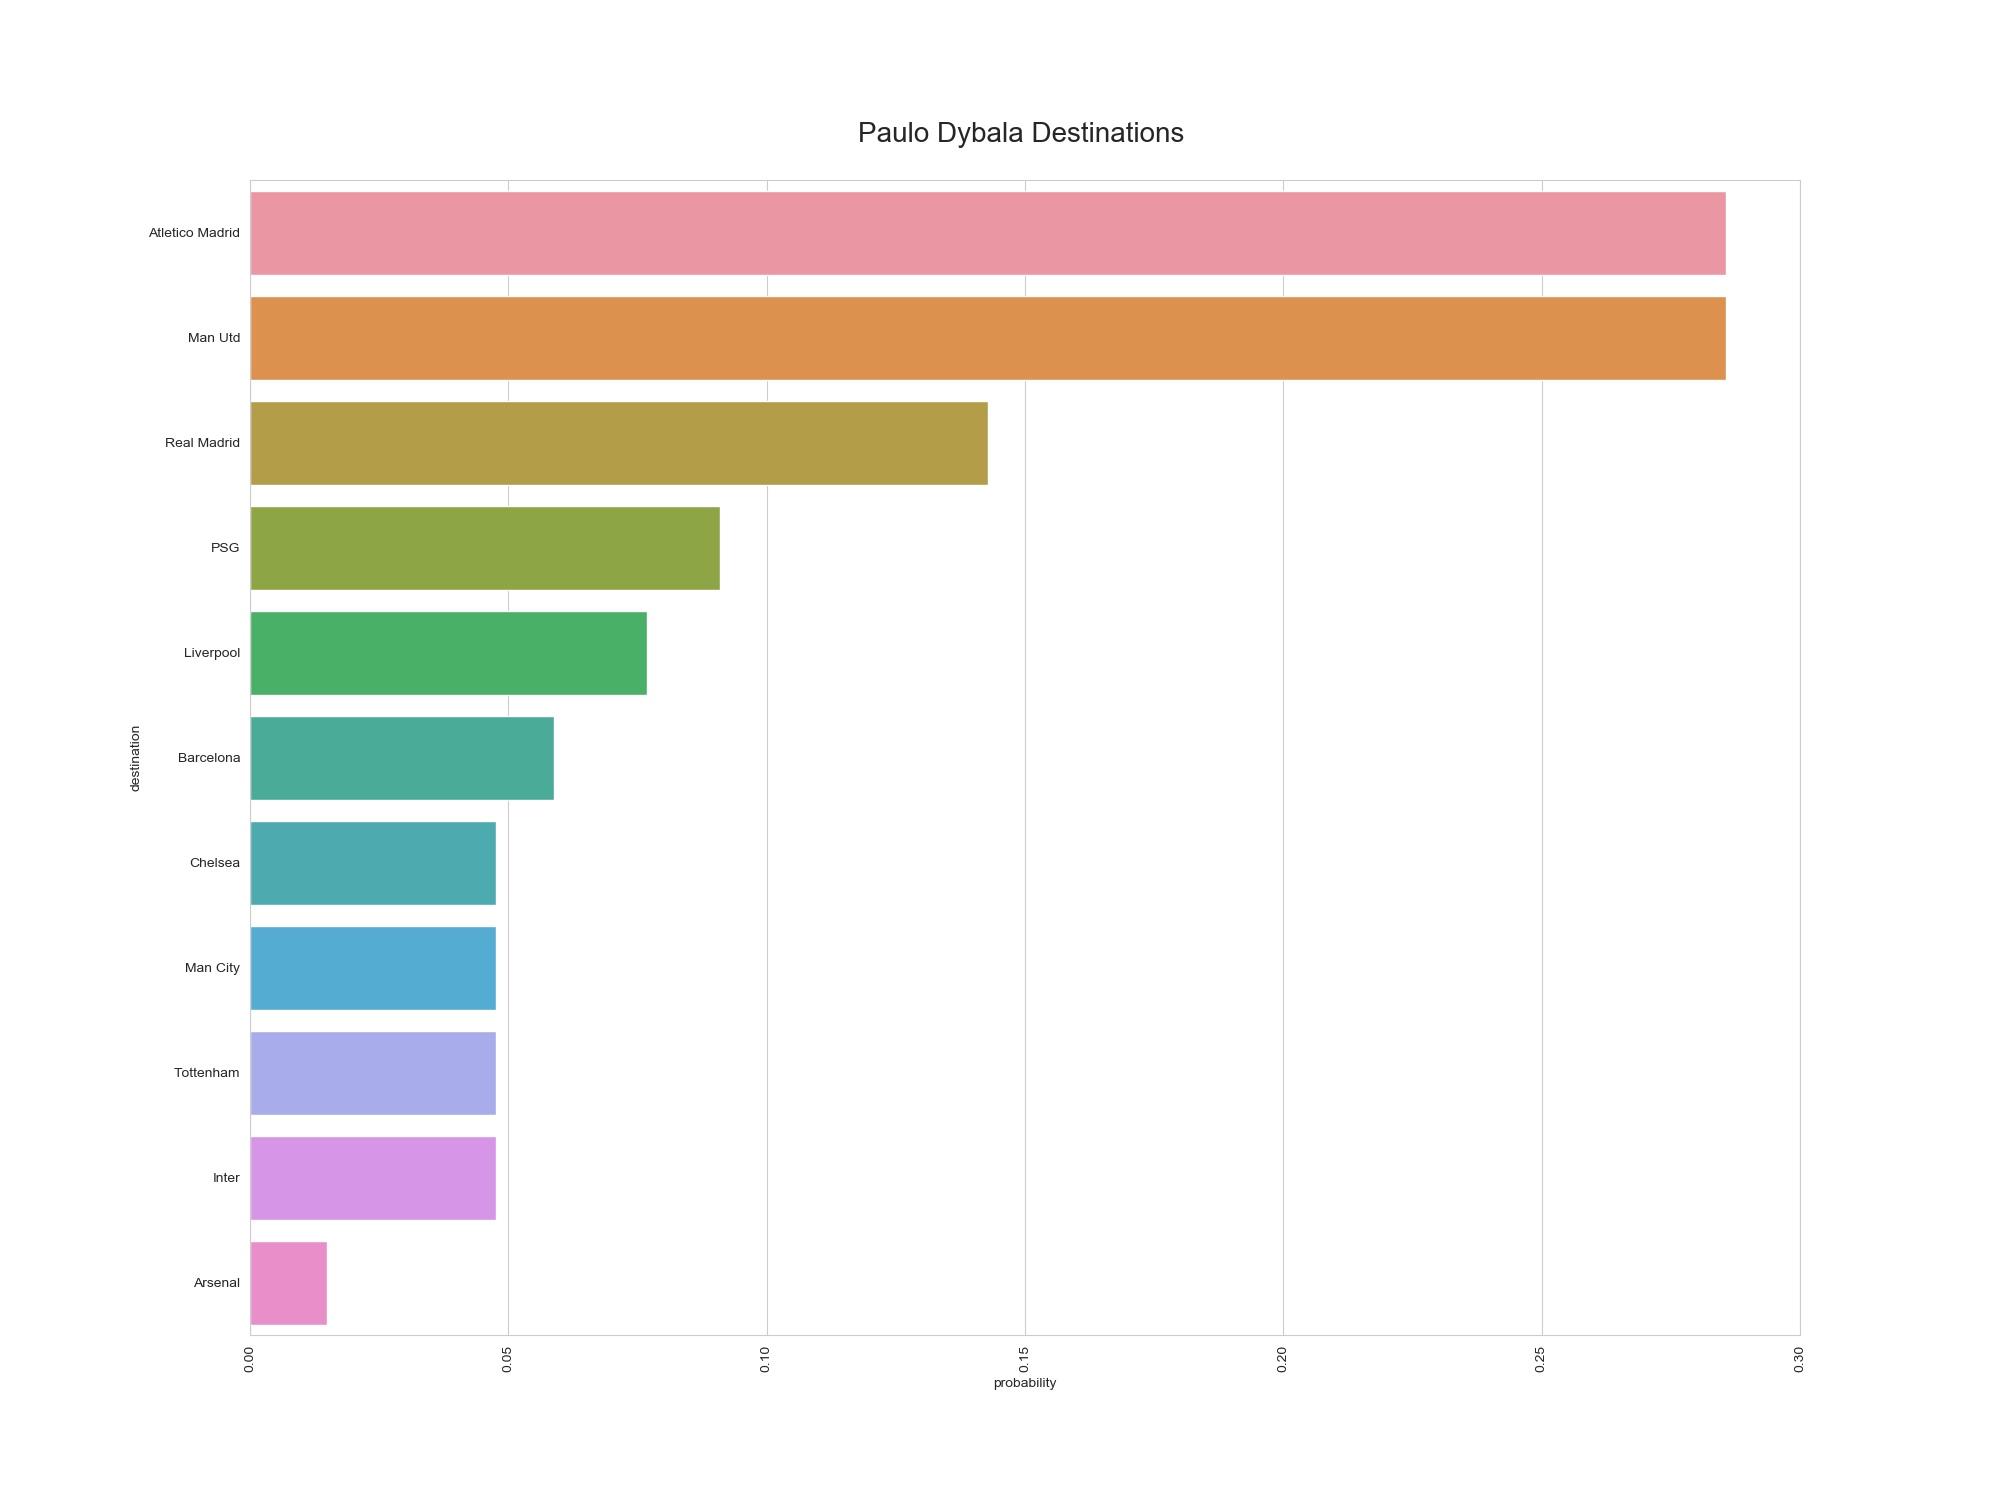 Paulo Dybala Destinations
Atletico Madrid
Man Utd
Real Madrid
PSG
Liverpool
Barcelona
Chelsea
Man City
Tottenham
Inter
Arsenal
destination
0.00
0.05
0.10
0.15
0.20
0.25
0.30
probability